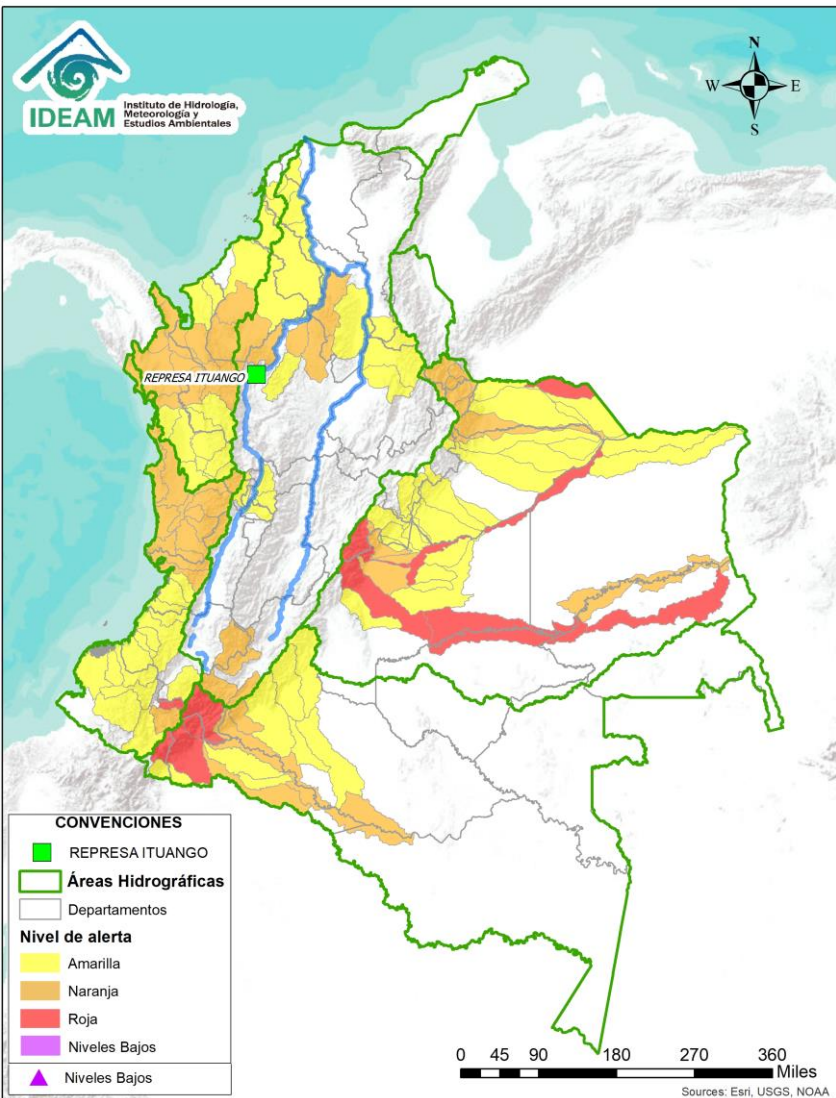 IDEAM
Instituto de Hidrología,
Meteorología y
Estudios Ambientales
N
W
E
S
REPRESA ITUANGO
CONVENCIONES
REPRESA ITUANGO
Áreas Hidrográficas
Departamentos
Nivel de alerta
Amarilla
Naranja
Roja
Niveles Bajos
Niveles Bajos
0 45 90 180 270 360
Miles
Sources: Esri, USGS, NOAA